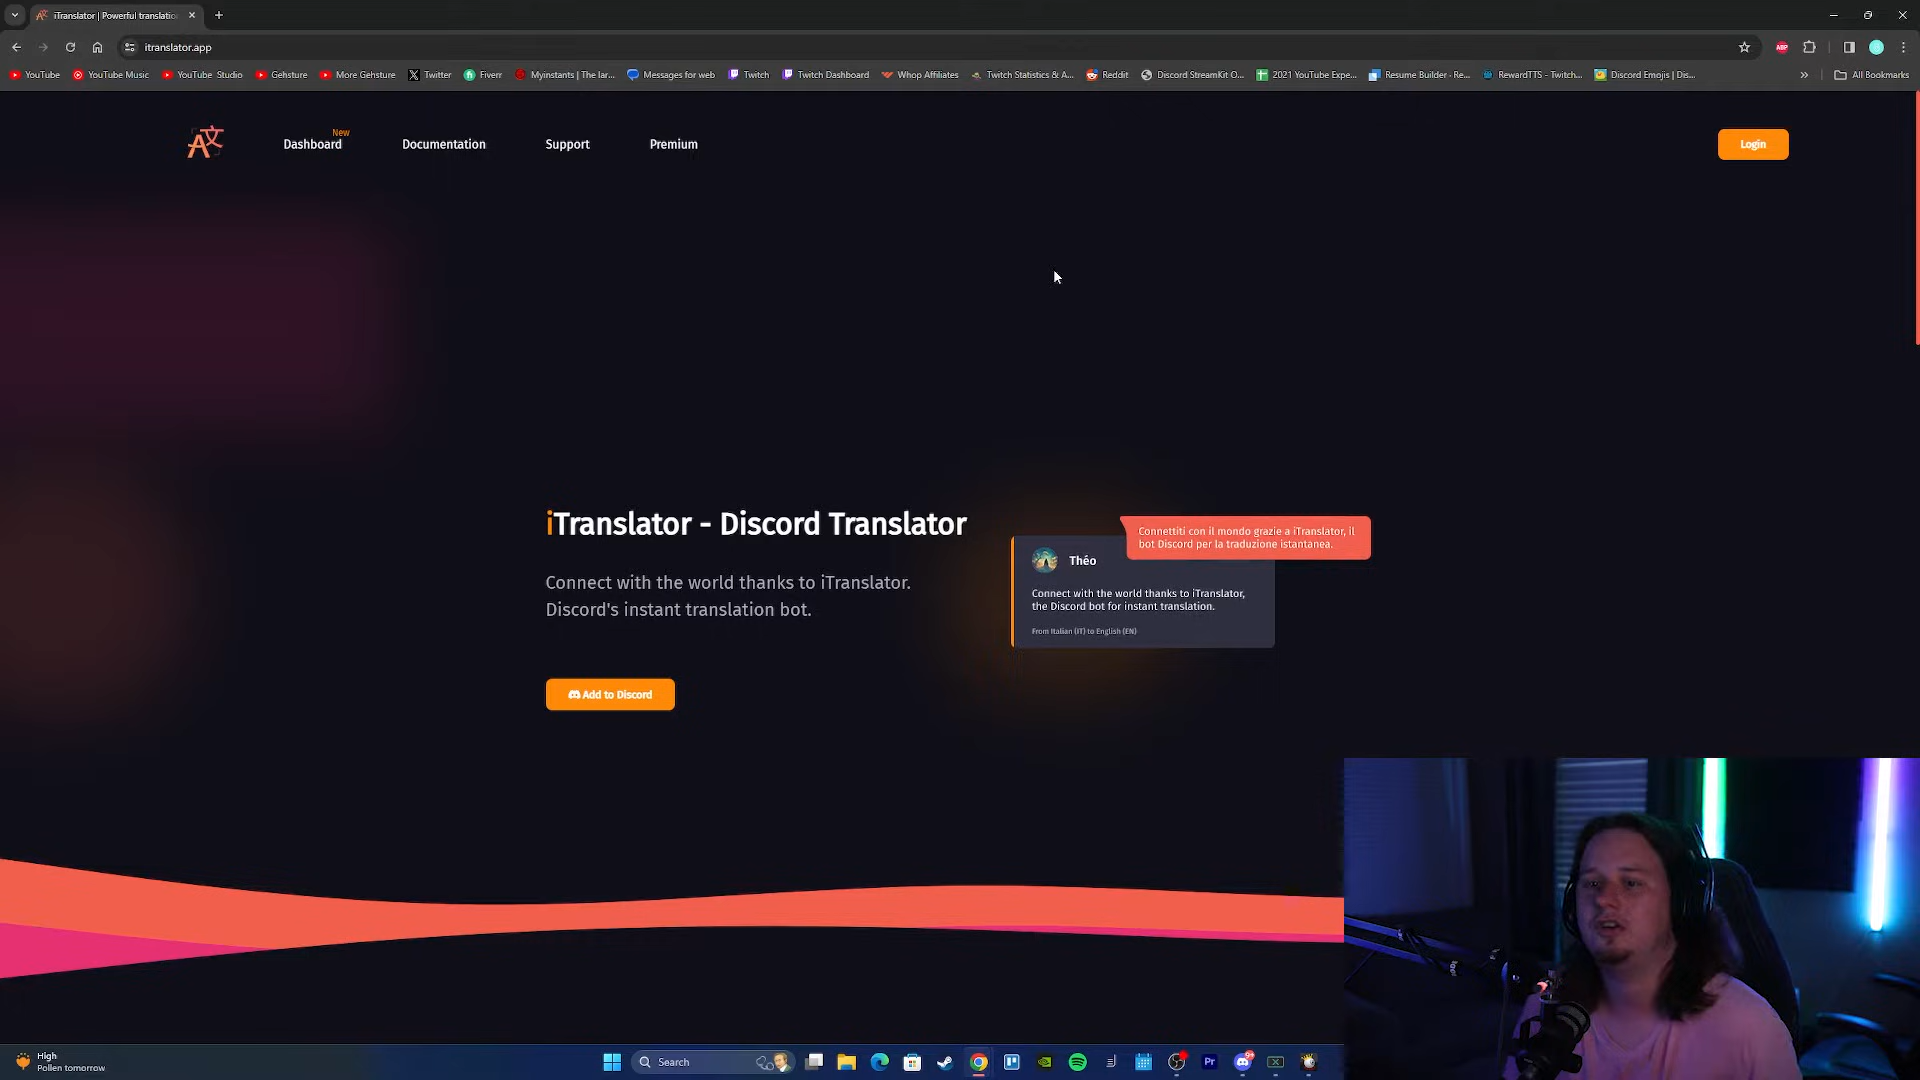 iTranslator | Powerful translatio
itranslator.app
YouTube
YouTube Music
YouTube Studio
Gehsture
More Gehsture
Twitter
Fiverr
Myinstants | The lar...
Messages for web
Twitch
Twitch Dashboard
Whop Affiliates
Twitch Statistics & A...
Reddit
Discord StreamKit O...
2021 YouTube Expe...
Resume Builder - Re...
RewardTTS - Twitch...
Discord Emojis | Dis...
All Bookmarks
New
Dashboard
Documentation
Support
Premium
Login
iTranslator - Discord Translator
Connect with the world thanks to iTranslator.
Discord's instant translation bot.
Add to Discord
Connettiti con il mondo grazie a iTranslator, il
bot Discord per la traduzione istantanea.
Théo
Connect with the world thanks to iTranslator,
the Discord bot for instant translation.
From Italian (IT) to English (EN)
High
Pollen tomorrow
Search